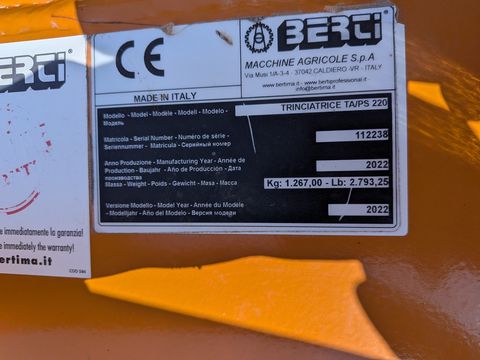 BERTI
CE
BERTI
MACCHINE AGRICOLE S.p.A
Via Musi 1/A-3-4 - 37042 CALDIERO -VR - ITALY
www.bertima.it - www.bertiprofessional.it
info@bertima.it
MADE IN ITALY
Modello - Model - Modèle - Modell - Modelo -
Модель
TRINCIATRICE TA/PS 220
Matricola - Serial Number - Numéro de série -
Seriennummer - Matrícula - Серийный номер
112238
Anno Produzione - Manufacturing Year - Année de
Production - Baujahr - Año de Producción - Дата
производства
2022
Massa - Weight - Poids - Gewicht - Masa - Масса
Kg: 1.267,00 - Lb: 2.793,25
Versione Modello - Model Year - Année du Modèle
- Modelljahr - Año del Modelo - Версия модели
2022
immediatamente la garanzia!
immediately the warranty!
bertima.it
COD 584